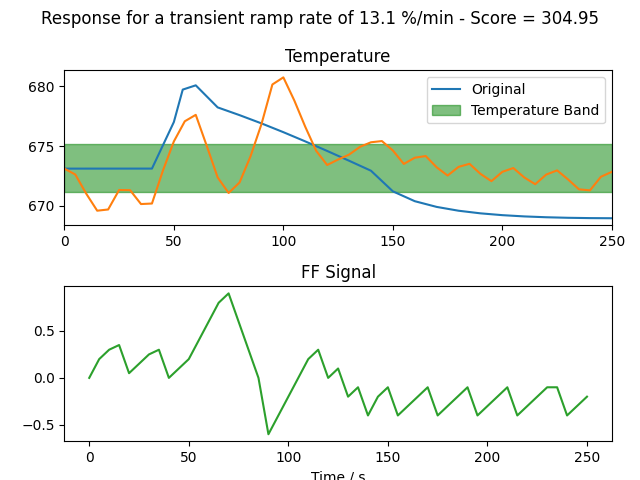 Response for a transient ramp rate of 13.1 %/min - Score = 304.95
Temperature
680
675
670
Original
Temperature Band
0 50 100 150 200 250
FF Signal
0.5
0.0
−0.5
0 50 100 150 200 250
Time / s